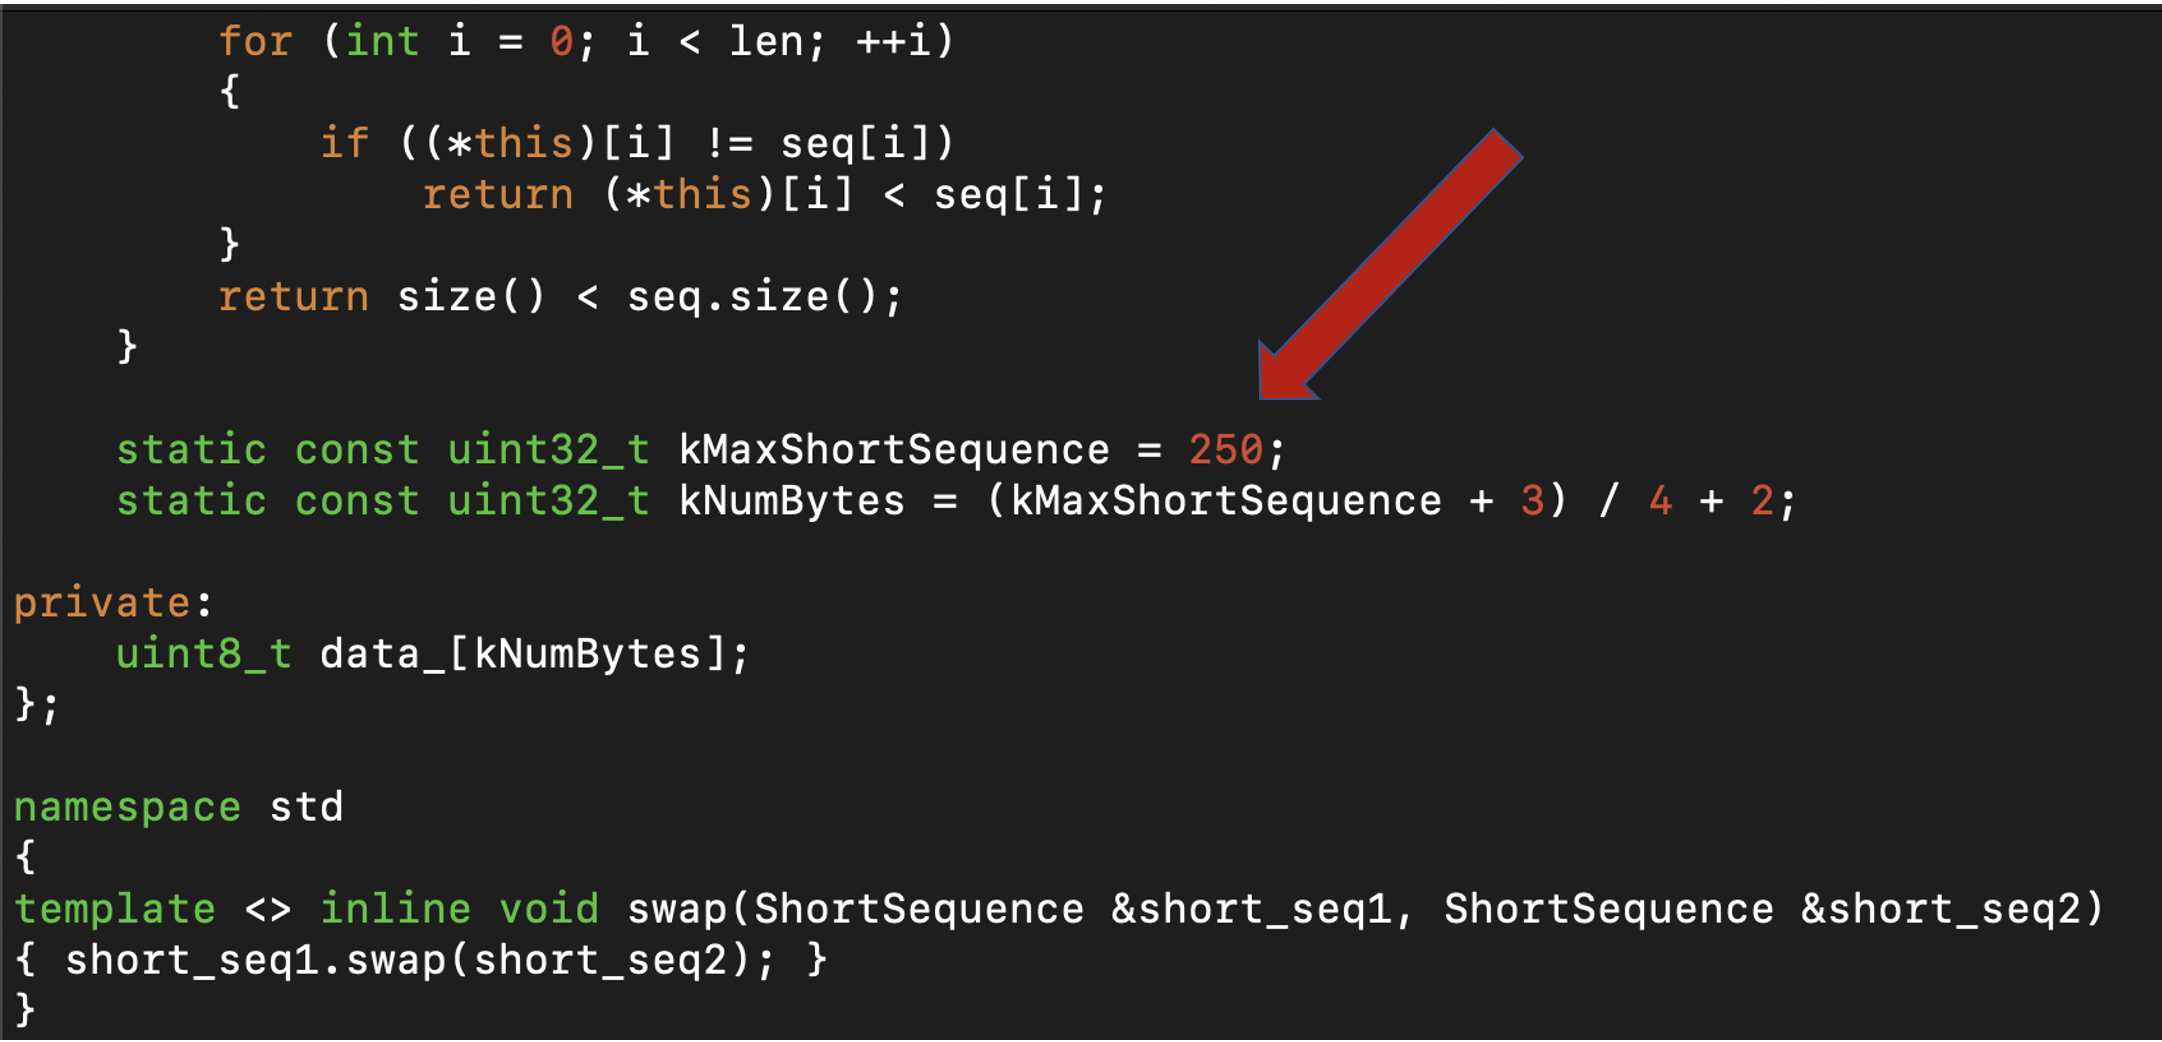 for (int i = 0; i < len; ++i)
{
if ((*this)[i] != seq[i])
return (*this)[i] < seq[i];
}
return size() < seq.size();
}
static const uint32_t kMaxShortSequence = 250;
static const uint32_t kNumBytes = (kMaxShortSequence + 3) / 4 + 2;
private:
uint8_t data_[kNumBytes];
};
namespace std
{
template <> inline void swap(ShortSequence &short_seq1, ShortSequence &short_seq2)
{ short_seq1.swap(short_seq2); }
}